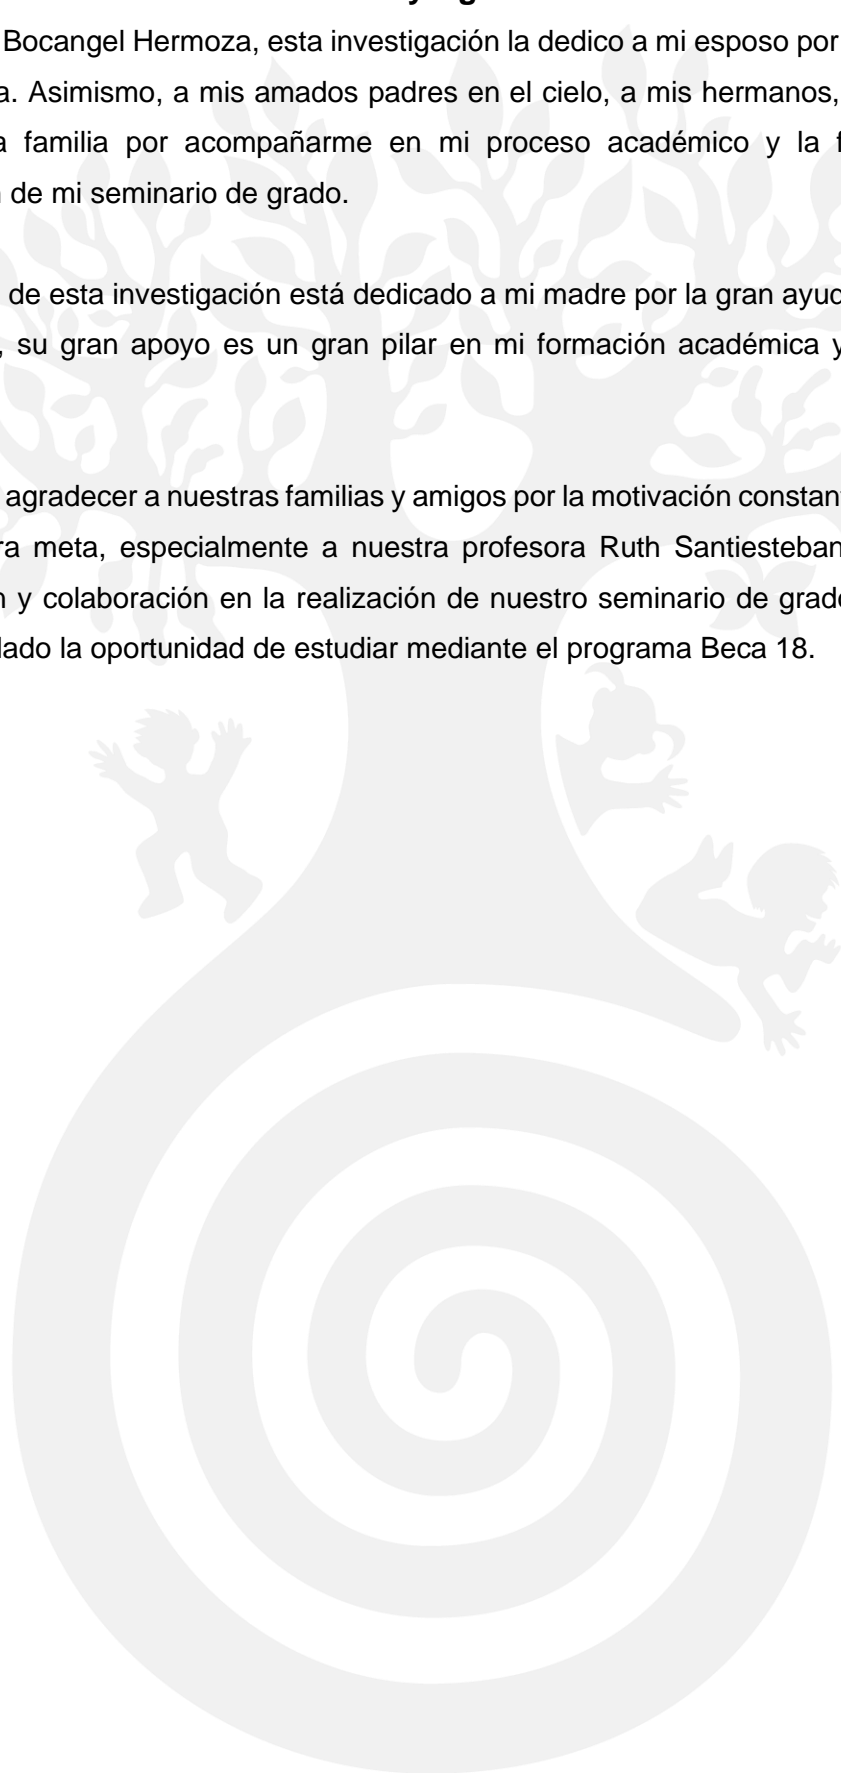 Bocangel Hermoza, esta investigación la dedico a mi esposo por
a. Asimismo, a mis amados padres en el cielo, a mis hermanos,
a familia por acompañarme en mi proceso académico y la f
de mi seminario de grado.
de esta investigación está dedicado a mi madre por la gran ayud
, su gran apoyo es un gran pilar en mi formación académica y
agradecer a nuestras familias y amigos por la motivación constan
ra meta, especialmente a nuestra profesora Ruth Santiesteban
n y colaboración en la realización de nuestro seminario de grado
dado la oportunidad de estudiar mediante el programa Beca 18.